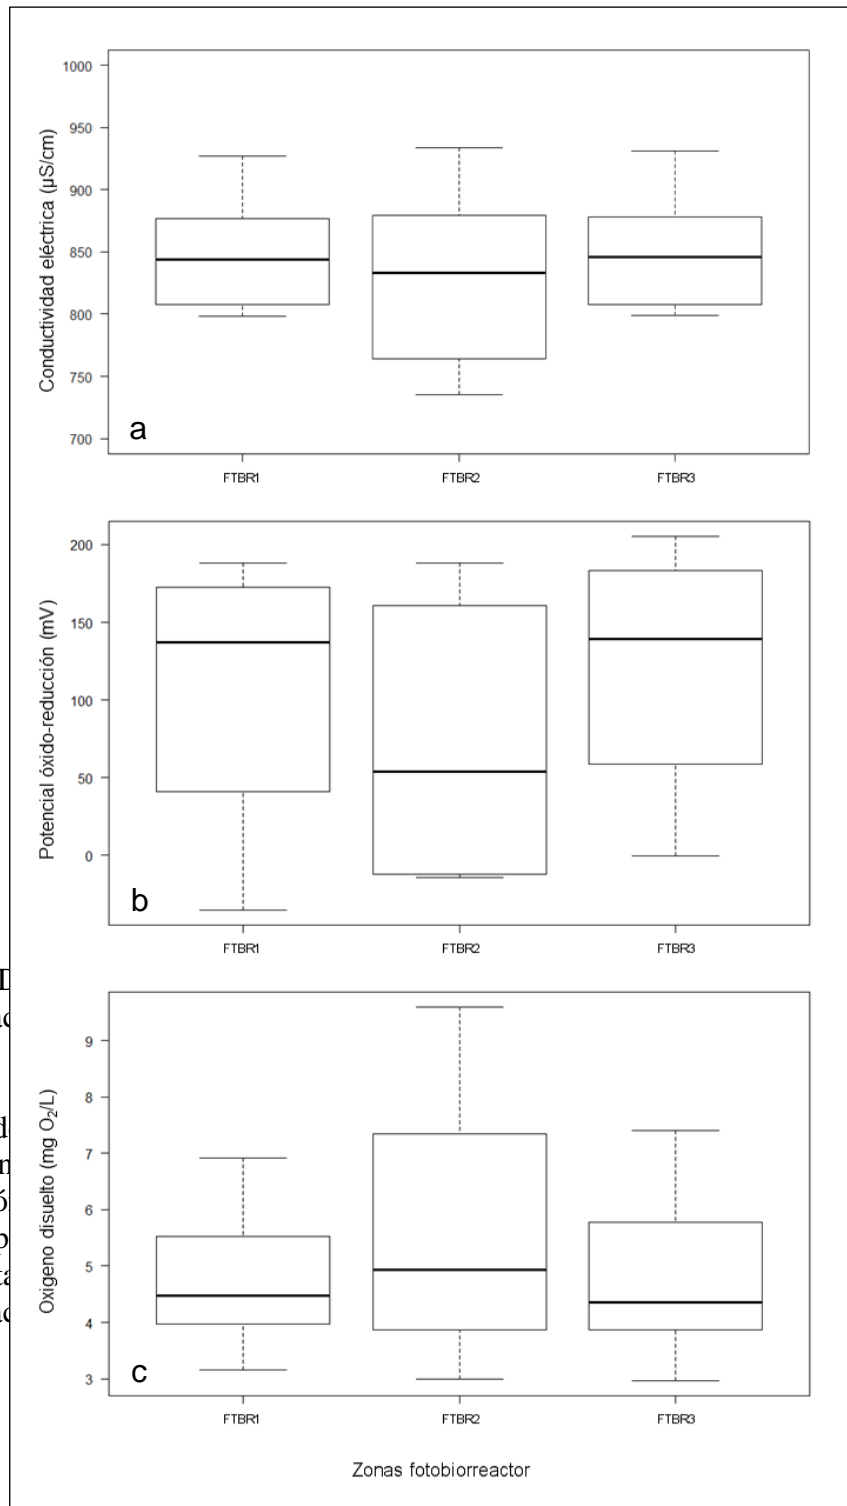 Conductividad eléctrica (µS/cm)
1000
950
900
850
800
750
700
a
FTBR1 FTBR2 FTBR3
Potencial óxido-reducción (mV)
200
150
100
50
0
b
FTBR1 FTBR2 FTBR3
Oxigeno disuelto (mg O₂/L)
9
8
7
6
5
4
3
c
FTBR1 FTBR2 FTBR3
Zonas fotobiorreactor